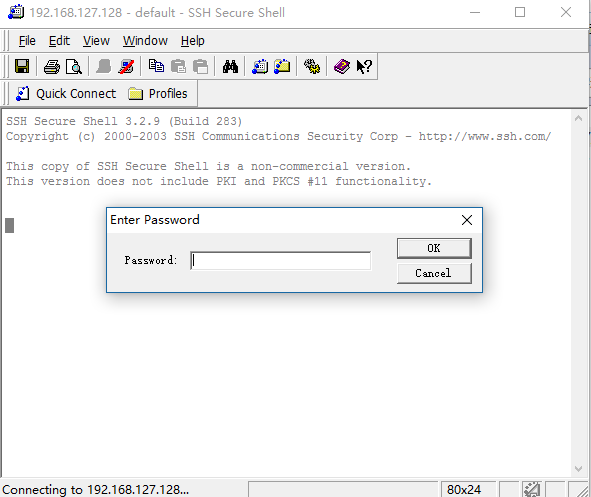 192.168.127.128 - default - SSH Secure Shell
File Edit View Window Help
Quick Connect Profiles
SSH Secure Shell 3.2.9 (Build 283)
Copyright (c) 2000-2003 SSH Communications Security Corp - http://www.ssh.com/
This copy of SSH Secure Shell is a non-commercial version.
This version does not include PKI and PKCS #11 functionality.
Enter Password
Password:
OK
Cancel
Connecting to 192.168.127.128... 80x24